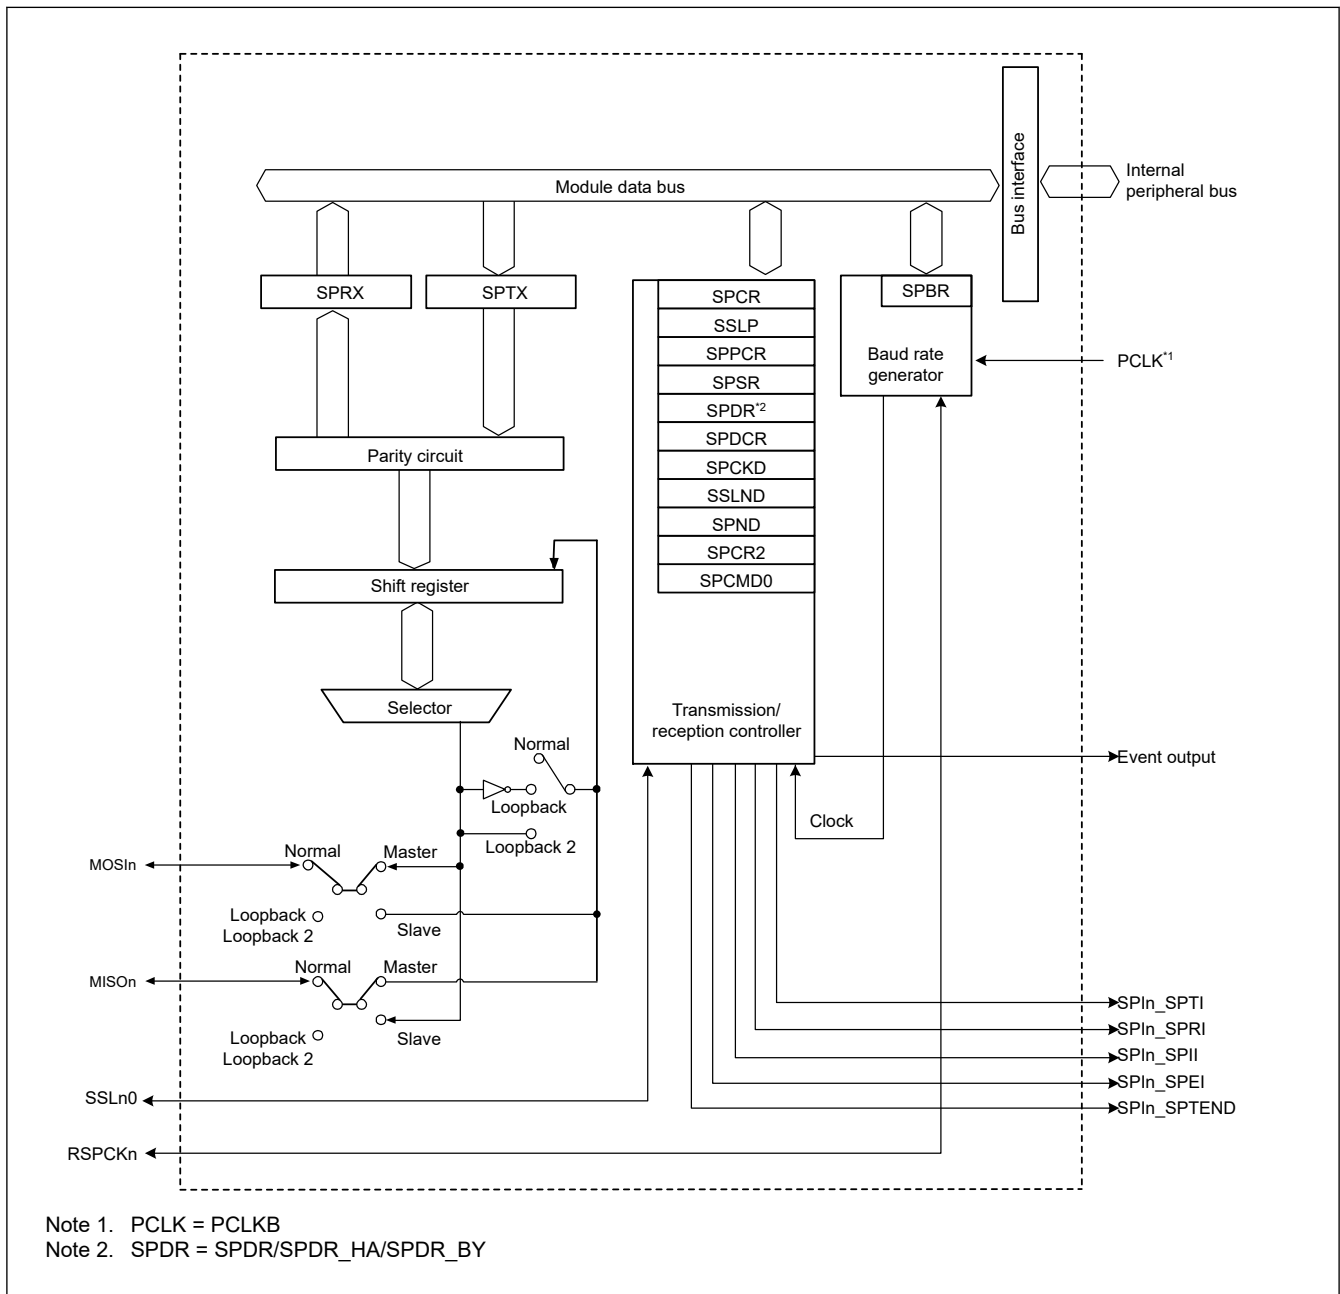 Module data bus
Bus interface
Internal
peripheral bus
SPRX
SPTX
SPCR
SSLP
SPPCR
SPSR
SPDR*2
SPDCR
SPCKD
SSLND
SPND
SPCR2
SPCMD0
SPBR
Baud rate
generator
PCLK*1
Parity circuit
Shift register
Selector
Transmission/
reception controller
Normal
Loopback
Loopback 2
Event output
Clock
MOSIn
Normal
Master
Loopback
Loopback 2
Slave
MISOn
Normal
Master
Loopback
Loopback 2
Slave
SPIn_SPTI
SPIn_SPRI
SPIn_SPII
SPIn_SPEI
SPIn_SPTEND
SSLn0
RSPCKn
Note 1. PCLK = PCLKB
Note 2. SPDR = SPDR/SPDR_HA/SPDR_BY